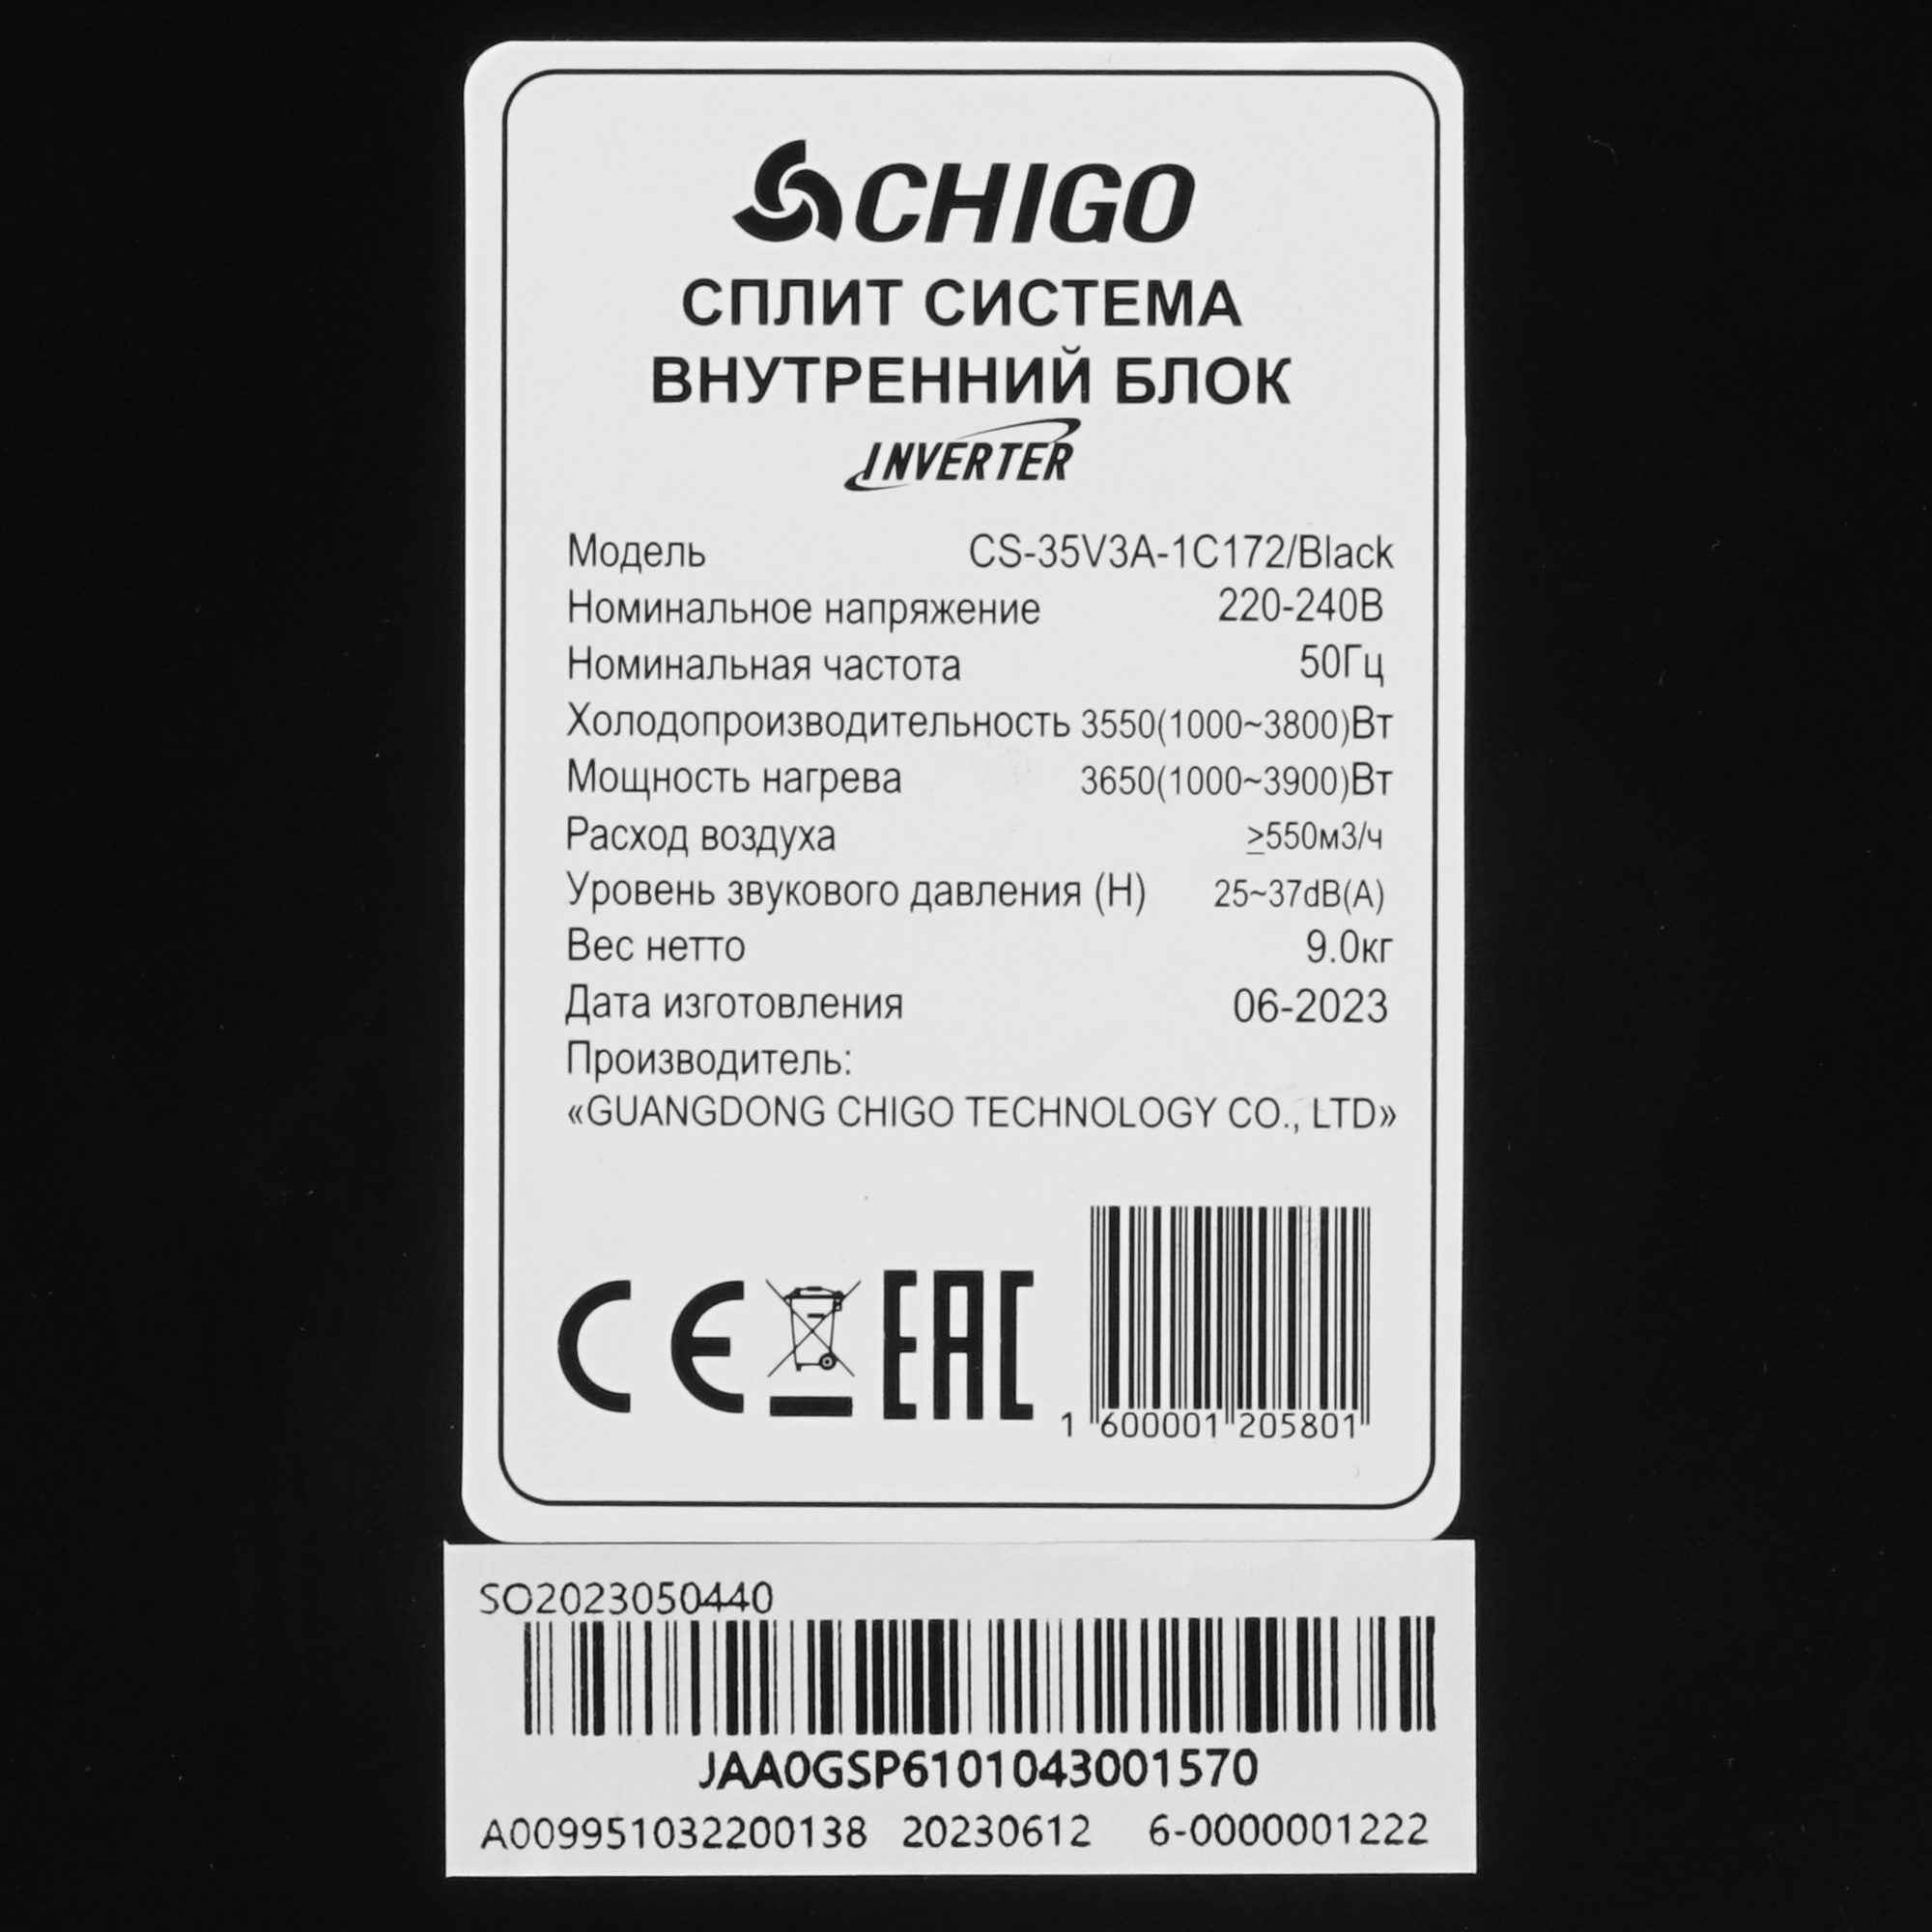 CHIGO
СПЛИТ СИСТЕМА
ВНУТРЕННИЙ БЛОК
INVERTER
Модель CS-35V3A-1C172/Black
Номинальное напряжение 220-240В
Номинальная частота 50Гц
Холодопроизводительность 3550(1000~3800)Вт
Мощность нагрева 3650(1000~3900)Вт
Расход воздуха ≥550м3/ч
Уровень звукового давления (Н) 25~37dB(A)
Вес нетто 9.0кг
Дата изготовления 06-2023
Производитель:
«GUANGDONG CHIGO TECHNOLOGY CO., LTD»
CE EAC
1 600001 205801
SO2023050440
JAA0GSP6101043001570
A009951032200138 20230612 6-0000001222